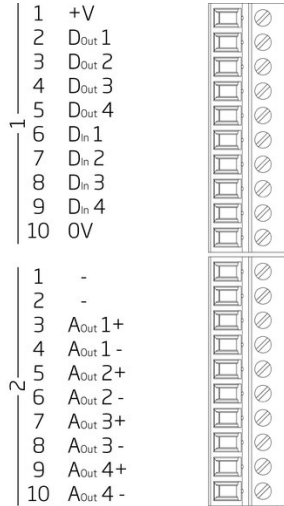 1 +V
2 DOut 1
3 DOut 2
4 DOut 3
5 DOut 4
6 DIn 1
7 DIn 2
8 DIn 3
9 DIn 4
10 0V
1
1 -
2 -
3 AOut 1+
4 AOut 1 -
5 AOut 2+
6 AOut 2 -
7 AOut 3+
8 AOut 3 -
9 AOut 4+
10 AOut 4 -
2